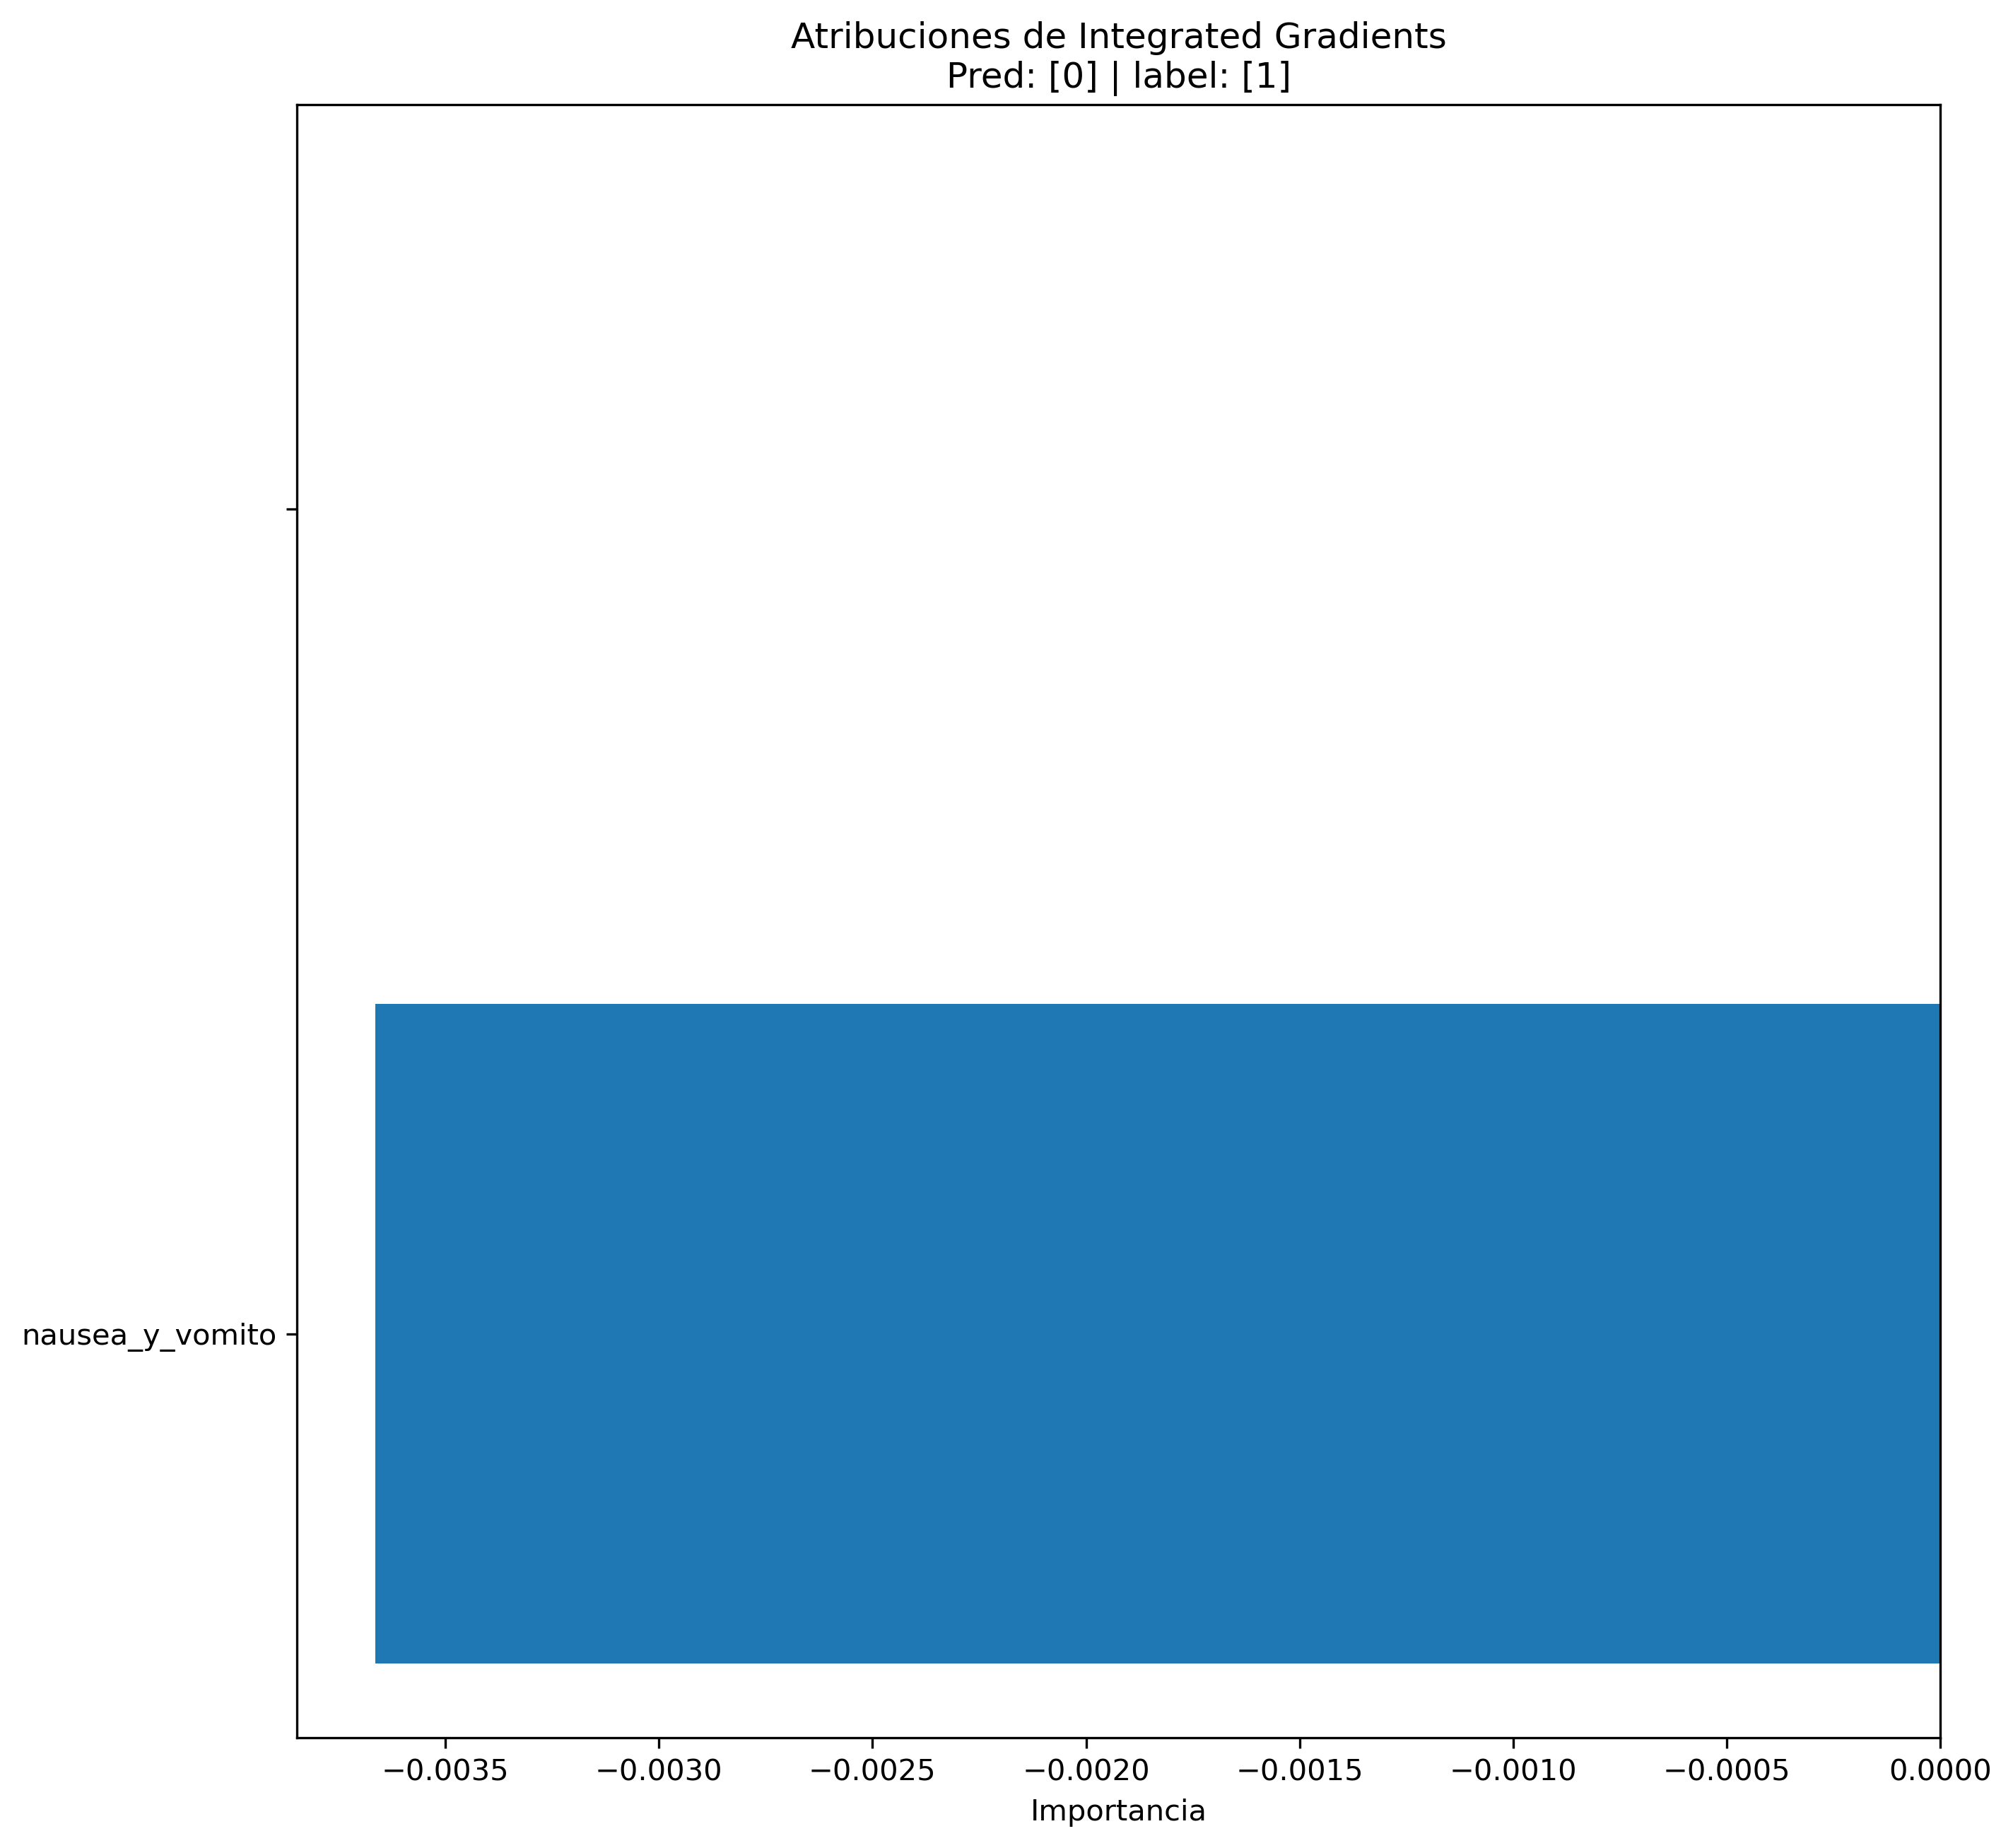 Atribuciones de Integrated Gradients
Pred: [0] | label: [1]
nausea_y_vomito
−0.0035 −0.0030 −0.0025 −0.0020 −0.0015 −0.0010 −0.0005 0.0000
Importancia